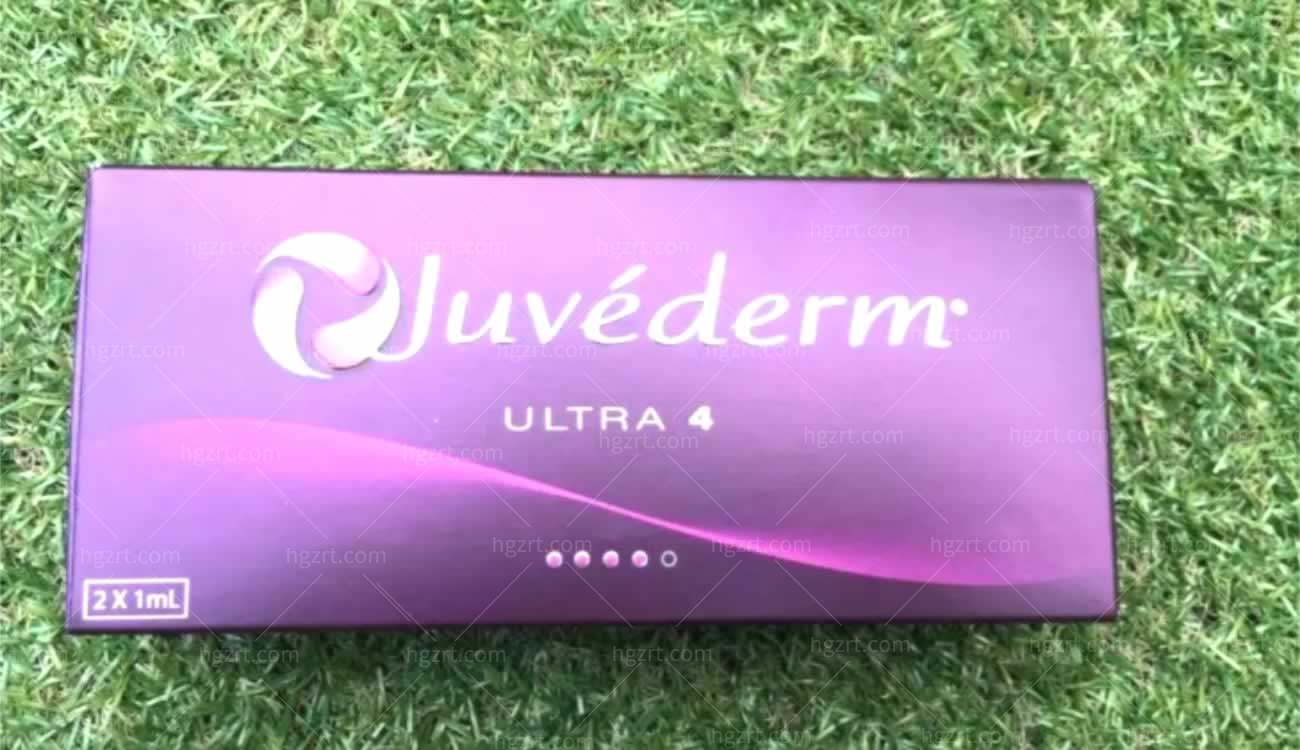 Juvéderm
ULTRA 4
2 X 1mL
hgzrt.com